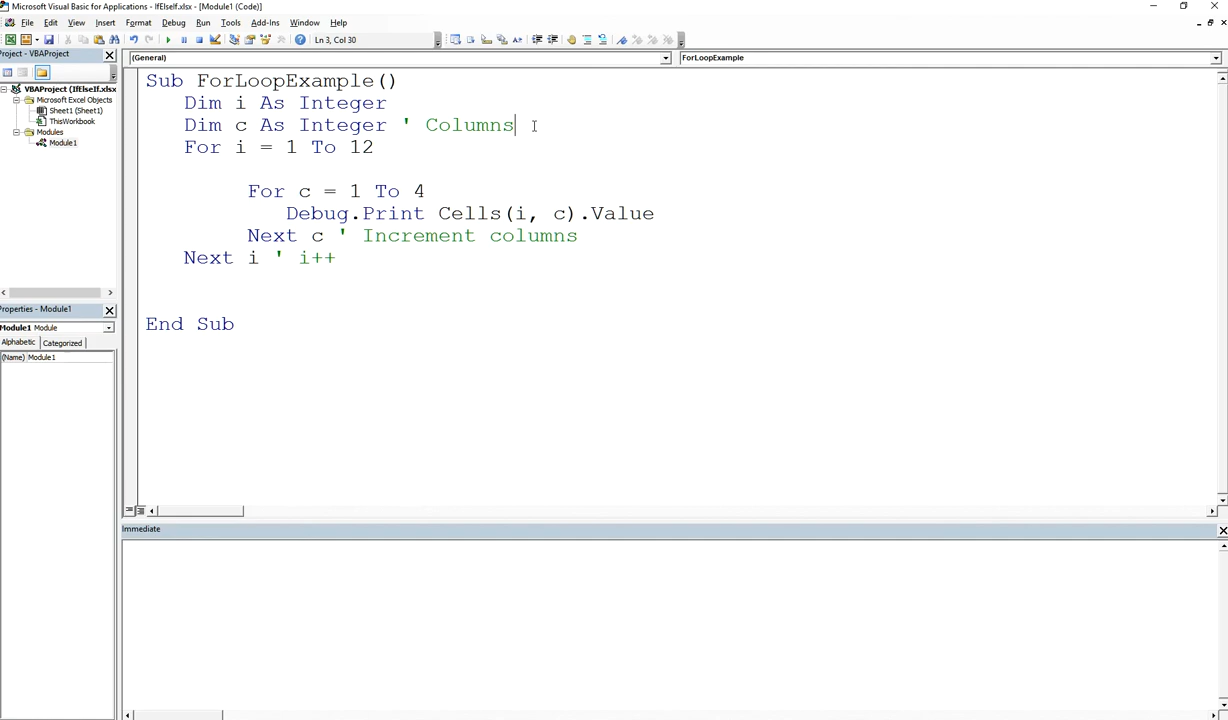 Microsoft Visual Basic for Applications - IfElseIf.xlsx - [Module1 (Code)]
File Edit View Insert Format Debug Run Tools Add-Ins Window Help
Ln 3, Col 30
Project - VBAProject
(General)
ForLoopExample
VBAProject (IfElseIf.xlsx
Microsoft Excel Objects
Sheet1 (Sheet1)
ThisWorkbook
Modules
Module1
Sub ForLoopExample()
Dim i As Integer
Dim c As Integer ' Columns
For i = 1 To 12
For c = 1 To 4
Debug.Print Cells(i, c).Value
Next c ' Increment columns
Next i ' i++
End Sub
Properties - Module1
Module1 Module
Alphabetic Categorized
(Name) Module1
Immediate